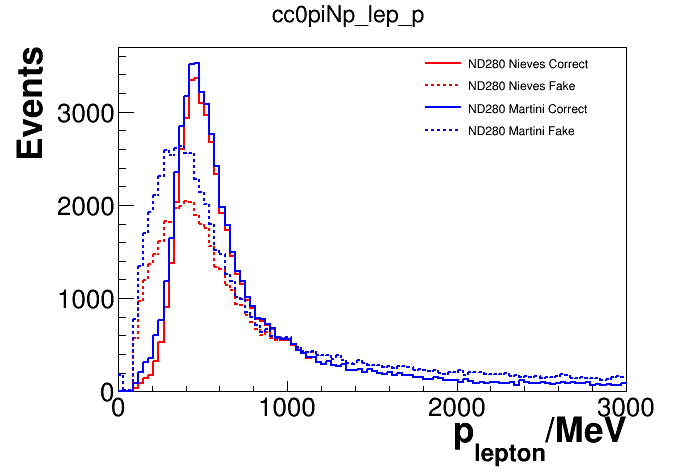 cc0piNp_lep_p
Events
ND280 Nieves Correct
ND280 Nieves Fake
ND280 Martini Correct
ND280 Martini Fake
3000
2000
1000
0
0 1000 2000 3000
p_lepton/MeV